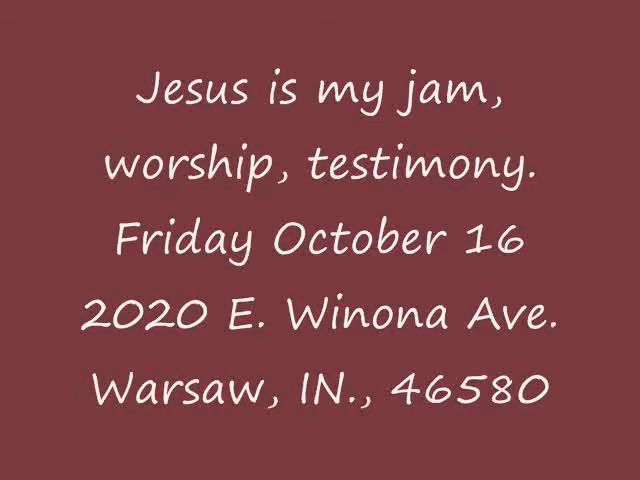 Jesus is my jam,
worship, testimony.
Friday October 16
2020 E. Winona Ave.
Warsaw, IN., 46580